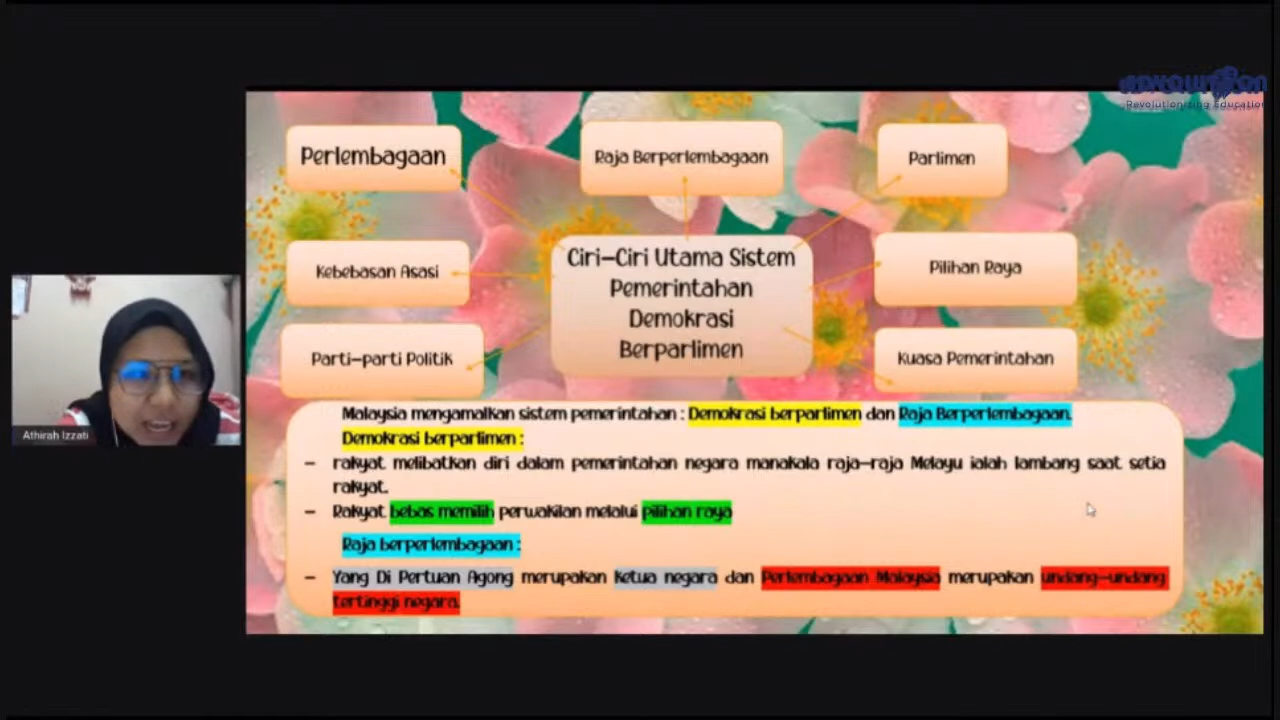 Revolutionizing Education
Perlembagaan
Raja Berperlembagaan
Parlimen
Kebebasan Asasi
Ciri-Ciri Utama Sistem
Pemerintahan
Demokrasi
Berparlimen
Pilihan Raya
Parti-parti Politik
Kuasa Pemerintahan
Malaysia mengamalkan sistem pemerintahan : Demokrasi berparlimen dan Raja Berperlembagaan.
Demokrasi berparlimen :
- rakyat melibatkan diri dalam pemerintahan negara manakala raja-raja Melayu ialah lambang saat setia
rakyat.
- Rakyat bebas memilih perwakilan melalui pilihan raya
Raja berperlembagaan :
- Yang Di Pertuan Agong merupakan ketua negara dan Perlembagaan Malaysia merupakan undang-undang
tertinggi negara.
Athirah Izzati